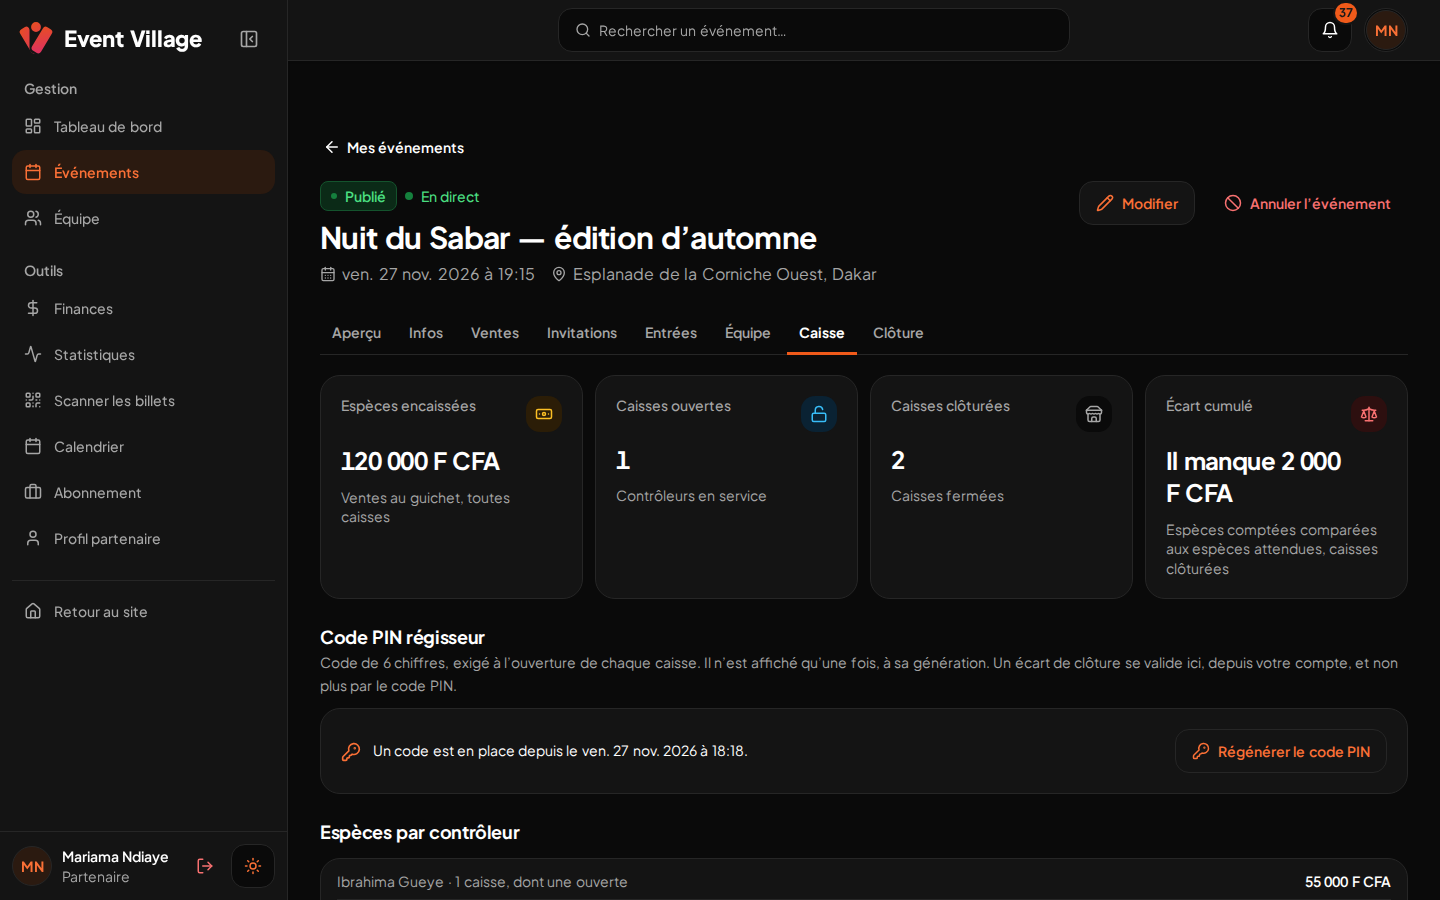 Event Village
Rechercher un événement...
37
MN
Gestion
Tableau de bord
Événements
Équipe
Outils
Finances
Statistiques
Scanner les billets
Calendrier
Abonnement
Profil partenaire
Retour au site
MN
Mariama Ndiaye
Partenaire
Mes événements
Publié
En direct
Modifier
Annuler l’événement
Nuit du Sabar — édition d’automne
ven. 27 nov. 2026 à 19:15 Esplanade de la Corniche Ouest, Dakar
Aperçu Infos Ventes Invitations Entrées Équipe Caisse Clôture
Espèces encaissées
120 000 F CFA
Ventes au guichet, toutes
caisses
Caisses ouvertes
1
Contrôleurs en service
Caisses clôturées
2
Caisses fermées
Écart cumulé
Il manque 2 000
F CFA
Espèces comptées comparées
aux espèces attendues, caisses
clôturées
Code PIN régisseur
Code de 6 chiffres, exigé à l’ouverture de chaque caisse. Il n’est affiché qu’une fois, à sa génération. Un écart de clôture se valide ici, depuis votre compte, et non
plus par le code PIN.
Un code est en place depuis le ven. 27 nov. 2026 à 18:18.
Régénérer le code PIN
Espèces par contrôleur
Ibrahima Gueye · 1 caisse, dont une ouverte
55 000 F CFA